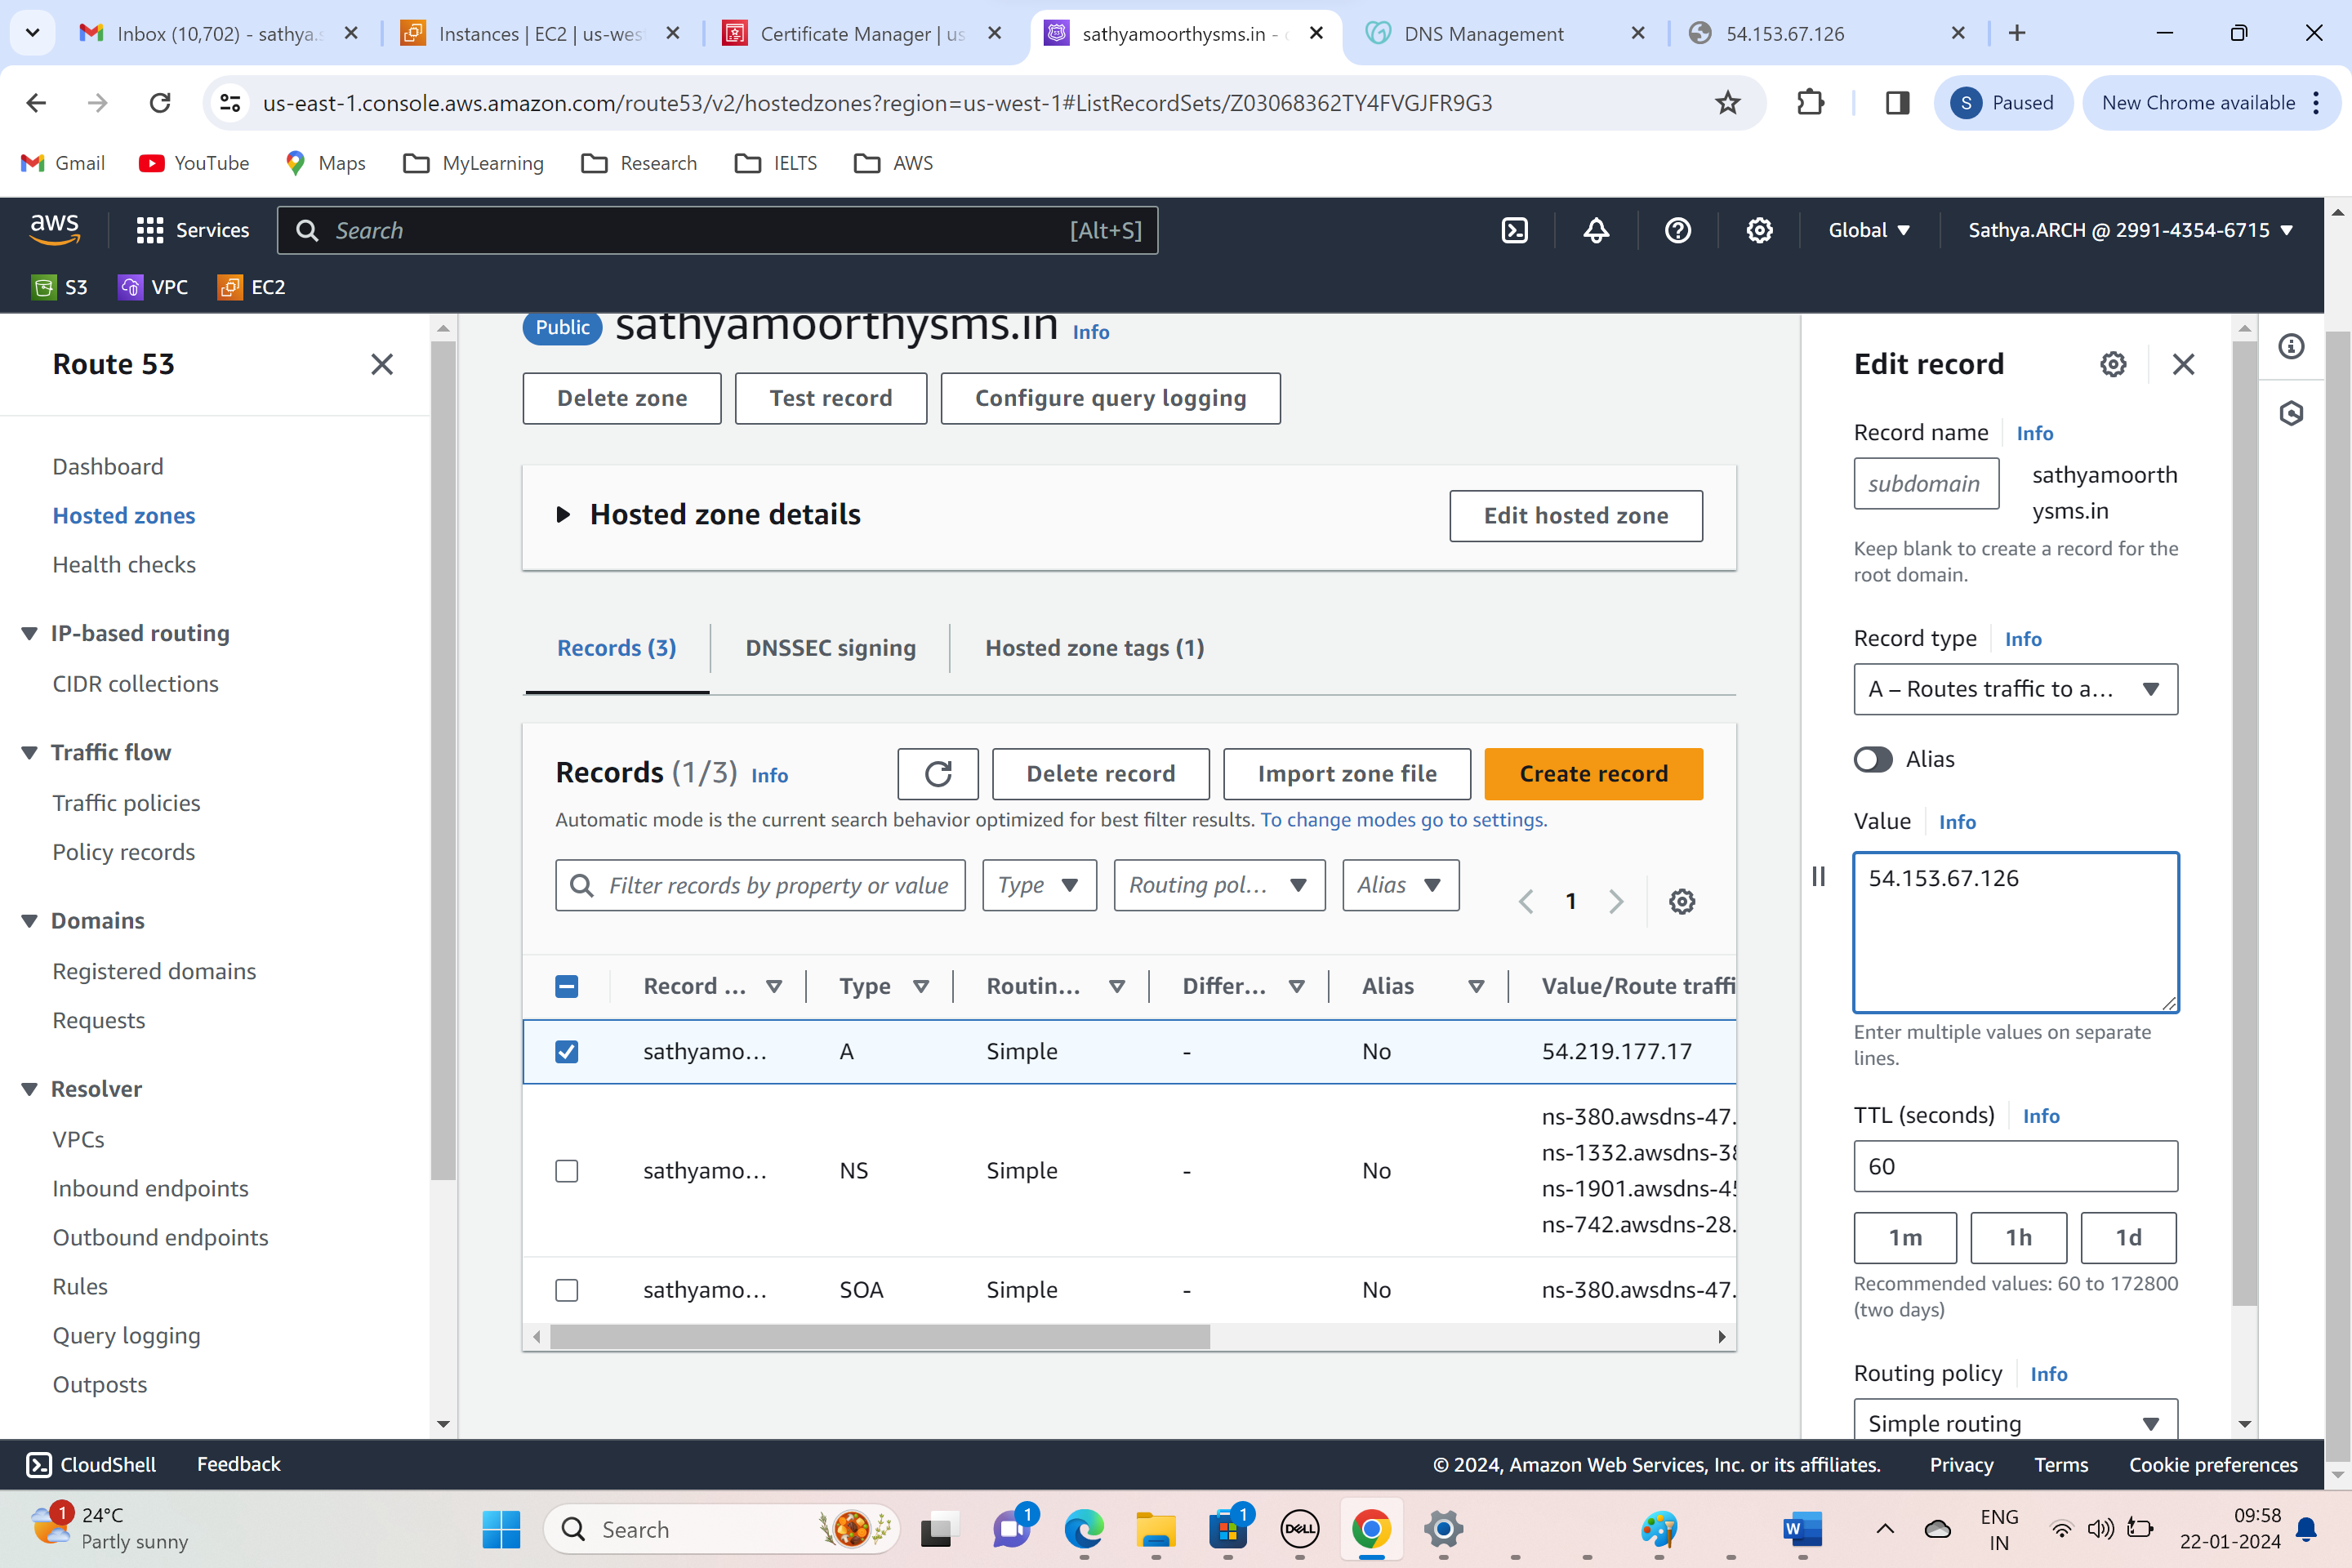 Inbox (10,702) - sathya.s
Instances | EC2 | us-wes
Certificate Manager | us
sathyamoorthysms.in -
DNS Management
54.153.67.126
us-east-1.console.aws.amazon.com/route53/v2/hostedzones?region=us-west-1#ListRecordSets/Z03068362TY4FVGJFR9G3
S Paused
New Chrome available
Gmail
YouTube
Maps
MyLearning
Research
IELTS
AWS
aws
Services
Search
[Alt+S]
Global
Sathya.ARCH @ 2991-4354-6715
S3
VPC
EC2
Route 53
Dashboard
Hosted zones
Health checks
IP-based routing
CIDR collections
Traffic flow
Traffic policies
Policy records
Domains
Registered domains
Requests
Resolver
VPCs
Inbound endpoints
Outbound endpoints
Rules
Query logging
Outposts
Public sathyamoorthysms.in Info
Delete zone
Test record
Configure query logging
Hosted zone details
Edit hosted zone
Records (3)
DNSSEC signing
Hosted zone tags (1)
Records (1/3) Info
Delete record
Import zone file
Create record
Automatic mode is the current search behavior optimized for best filter results. To change modes go to settings.
Filter records by property or value
Type
Routing pol...
Alias
1
Record ... Type Routin... Differ... Alias Value/Route traffi
sathyamo... A Simple - No 54.219.177.17
sathyamo... NS Simple - No
ns-380.awsdns-47.
ns-1332.awsdns-38
ns-1901.awsdns-45
ns-742.awsdns-28.
sathyamo... SOA Simple - No ns-380.awsdns-47.
Edit record
Record name Info
subdomain
sathyamoorth
ysms.in
Keep blank to create a record for the
root domain.
Record type Info
A – Routes traffic to a...
Alias
Value Info
54.153.67.126
Enter multiple values on separate
lines.
TTL (seconds) Info
60
1m
1h
1d
Recommended values: 60 to 172800
(two days)
Routing policy Info
Simple routing
CloudShell
Feedback
© 2024, Amazon Web Services, Inc. or its affiliates.
Privacy
Terms
Cookie preferences
1
24°C
Partly sunny
Search
1
1
DELL
W
ENG
IN
09:58
22-01-2024